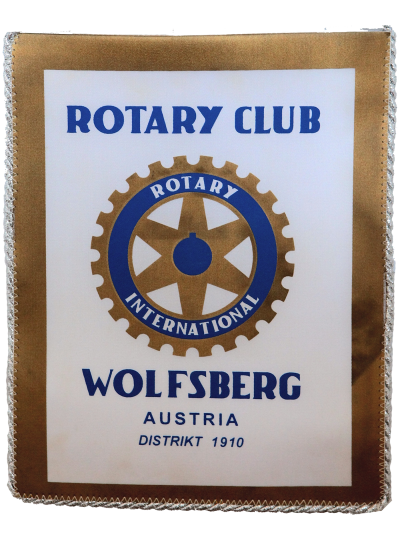 ROTARY CLUB
ROTARY
INTERNATIONAL
WOLFSBERG
AUSTRIA
DISTRIKT 1910